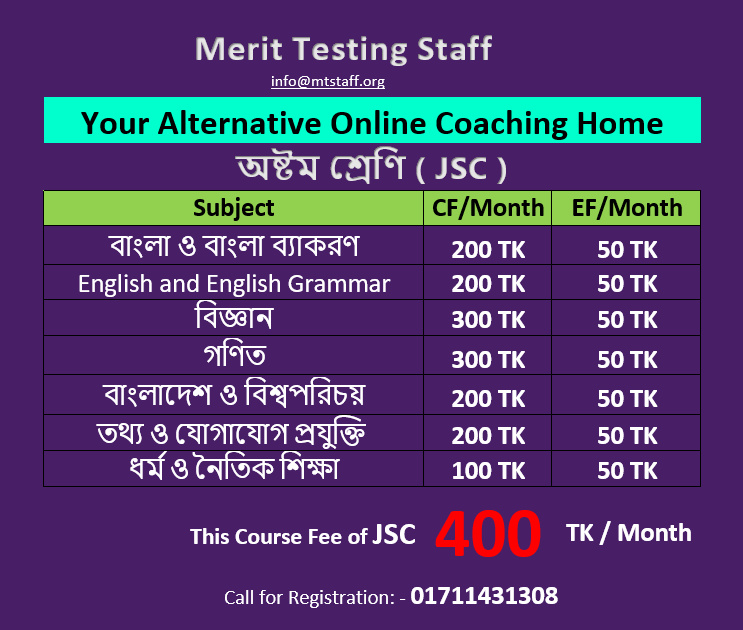 Merit Testing Staff
info@mtstaff.org
Your Alternative Online Coaching Home
অষ্টম শ্রেণি ( JSC )
Subject CF/Month EF/Month
বাংলা ও বাংলা ব্যাকরণ 200 TK 50 TK
English and English Grammar 200 TK 50 TK
বিজ্ঞান 300 TK 50 TK
গণিত 300 TK 50 TK
বাংলাদেশ ও বিশ্বপরিচয় 200 TK 50 TK
তথ্য ও যোগাযোগ প্রযুক্তি 200 TK 50 TK
ধর্ম ও নৈতিক শিক্ষা 100 TK 50 TK
This Course Fee of JSC 400 TK / Month
Call for Registration: - 01711431308